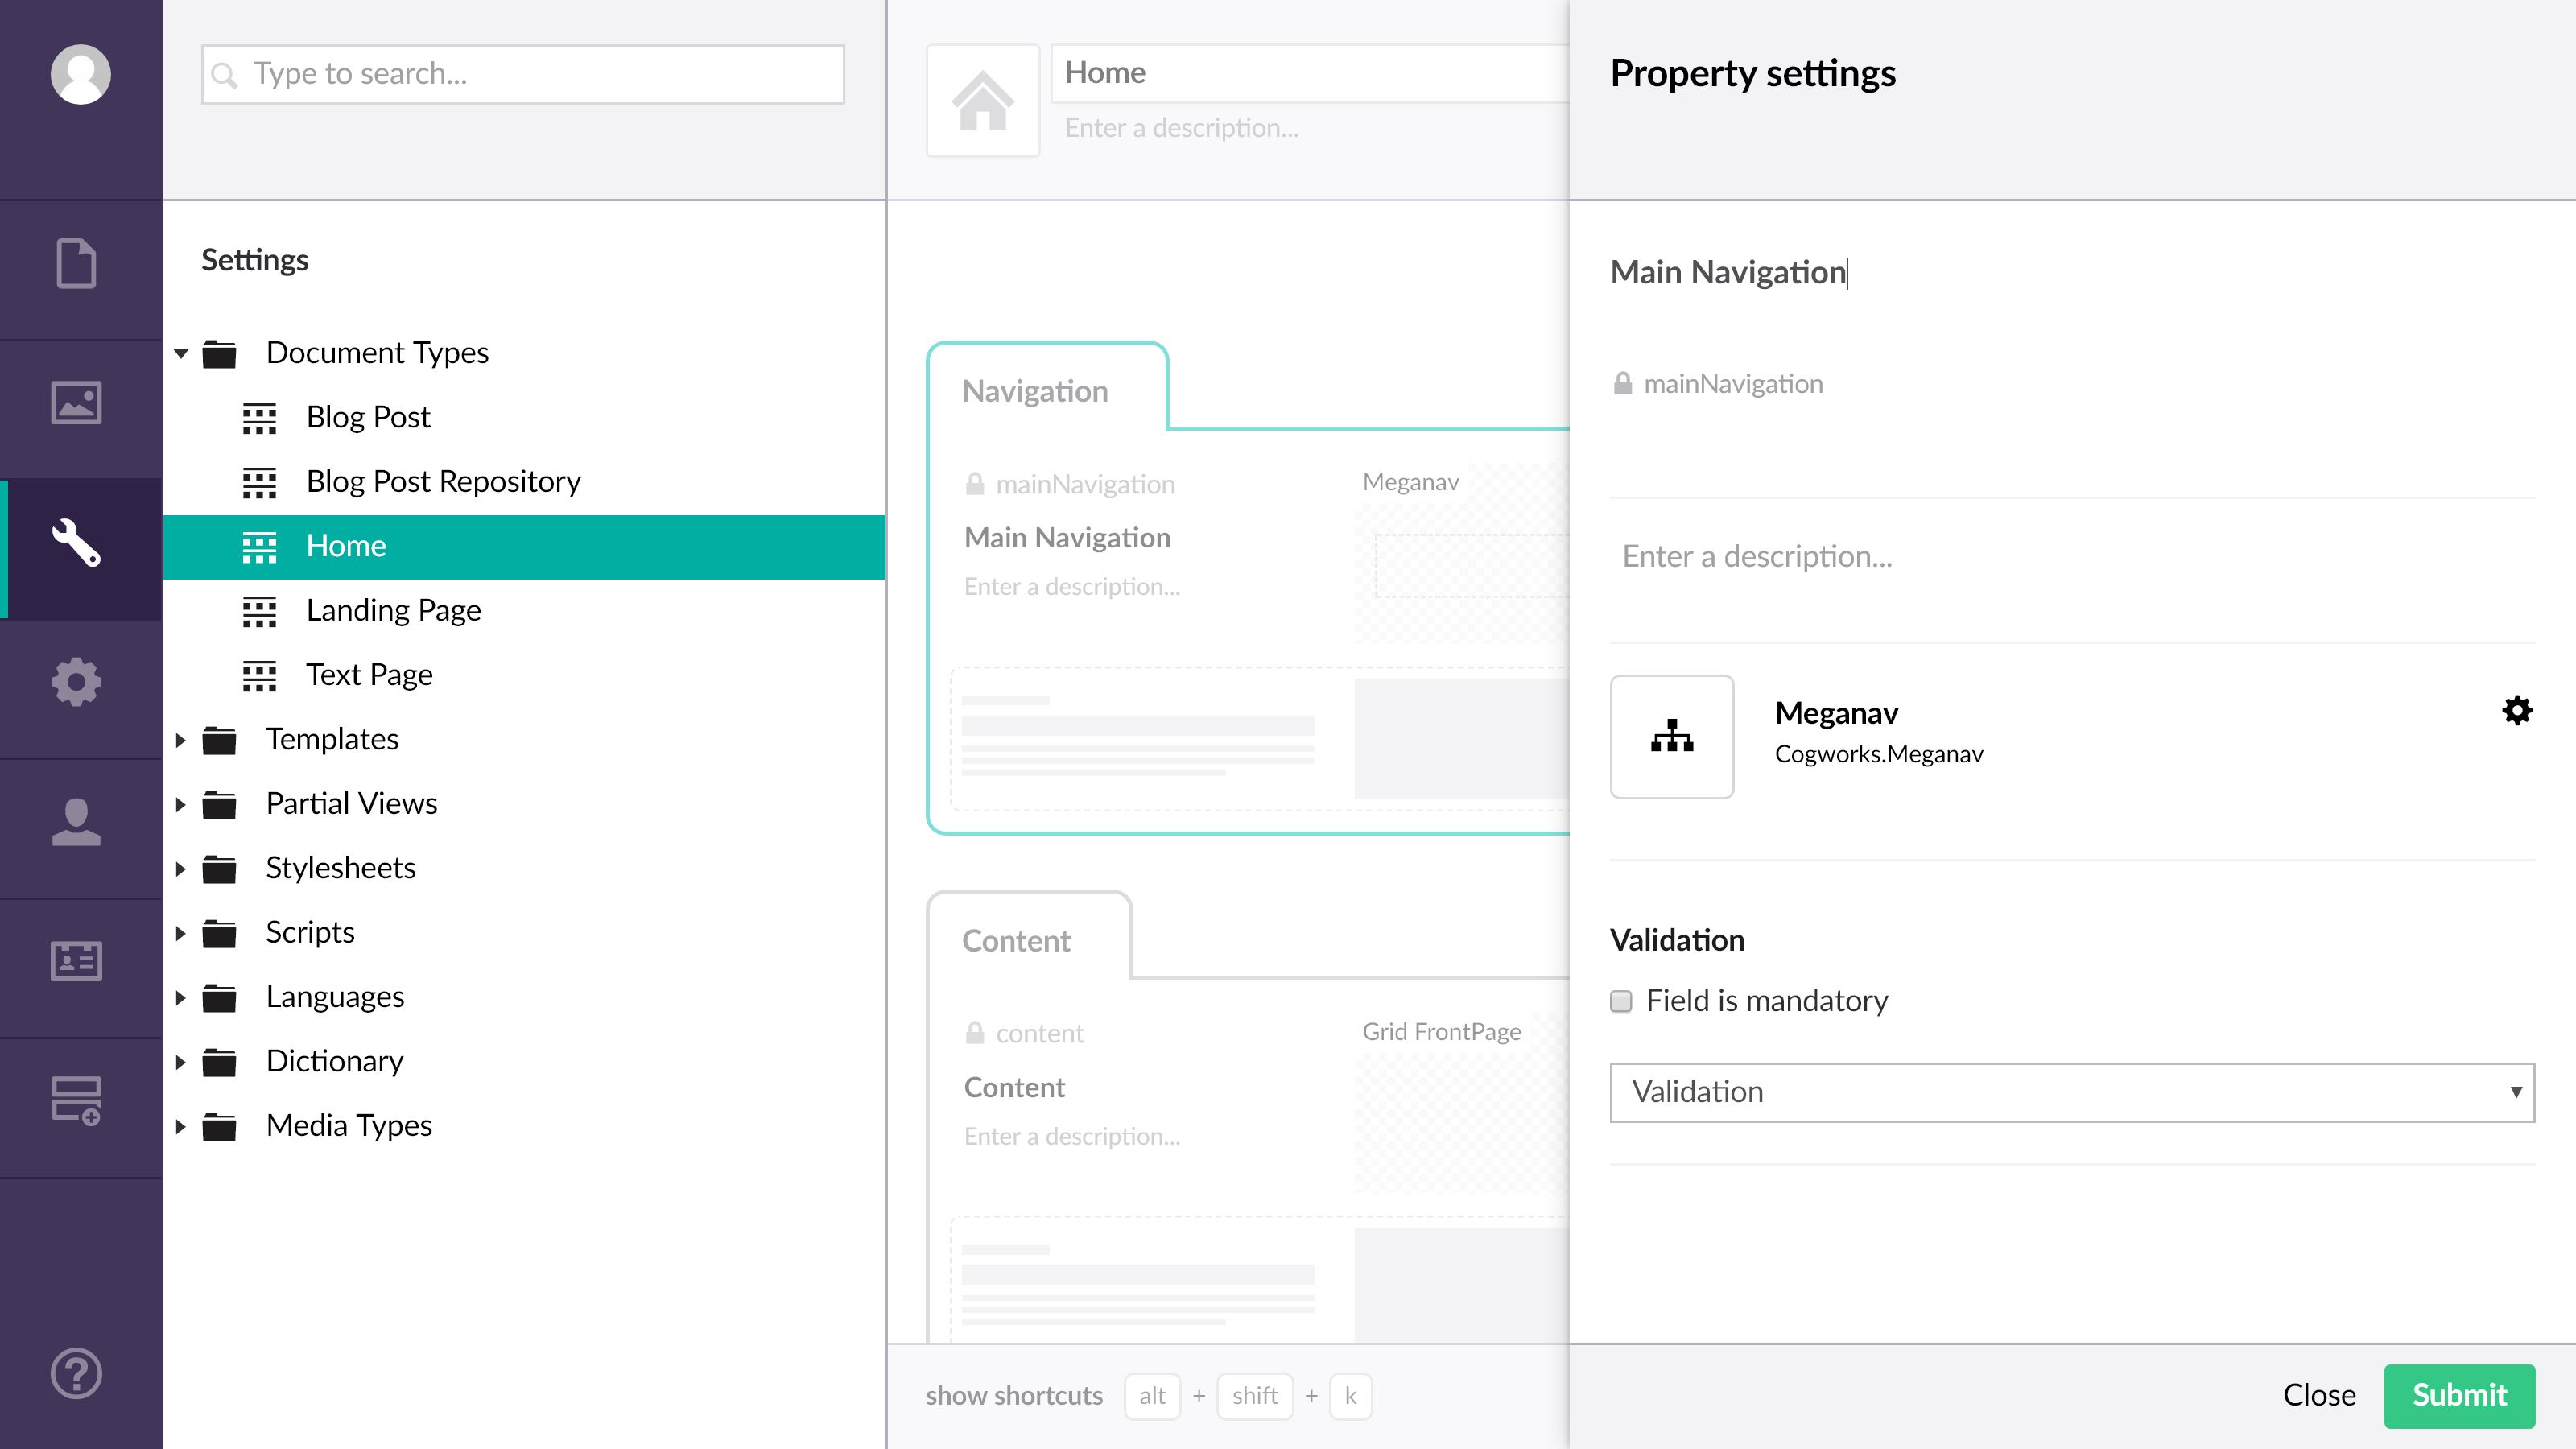 Type to search...
Settings
Document Types
Blog Post
Blog Post Repository
Home
Landing Page
Text Page
Templates
Partial Views
Stylesheets
Scripts
Languages
Dictionary
Media Types
Home
Enter a description...
Navigation
mainNavigation
Meganav
Main Navigation
Enter a description...
Content
content
Grid FrontPage
Content
Enter a description...
show shortcuts alt + shift + k
Property settings
Main Navigation
mainNavigation
Enter a description...
Meganav
Cogworks.Meganav
Validation
Field is mandatory
Validation
Close Submit